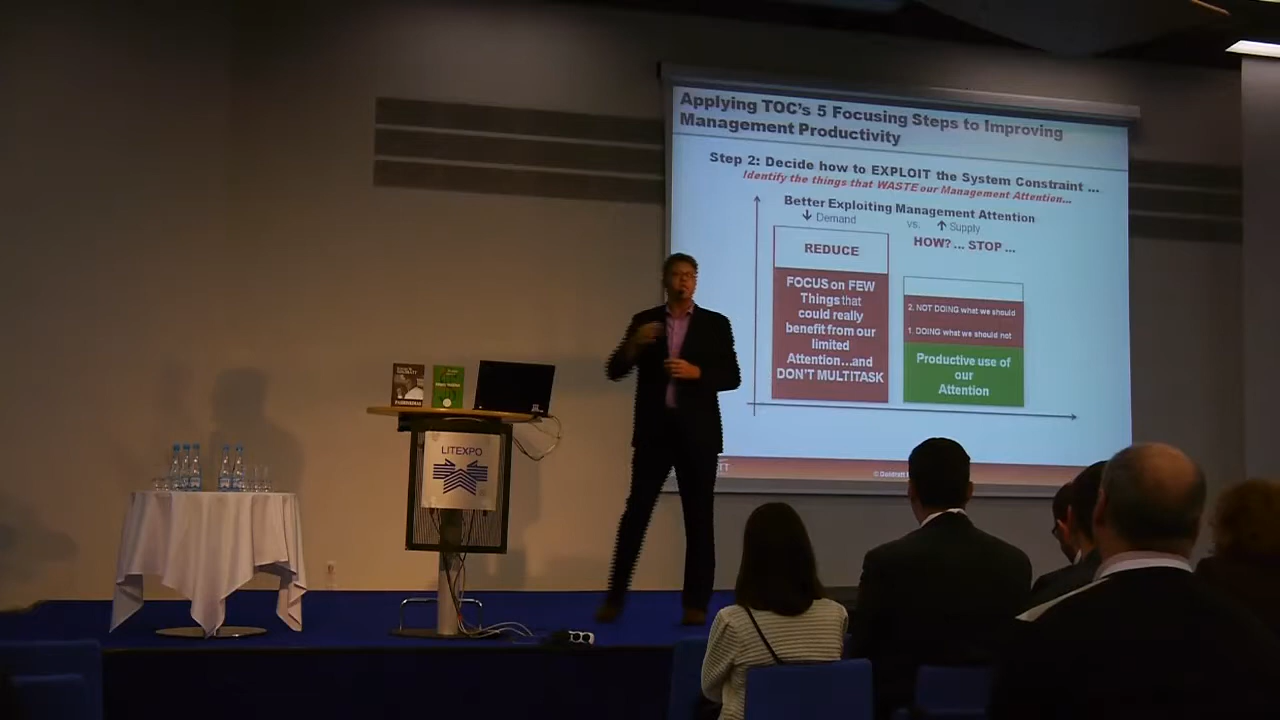 Applying TOC's 5 Focusing Steps to Improving
Management Productivity
Step 2: Decide how to EXPLOIT the System Constraint ...
Identify the things that WASTE our Management Attention...
Better Exploiting Management Attention
↓ Demand vs. ↑ Supply
REDUCE
HOW? ... STOP ...
FOCUS on FEW
Things that
could really
benefit from our
limited
Attention...and
DON'T MULTITASK
2. NOT DOING what we should
1. DOING what we should not
Productive use of
our
Attention
©
LITEXPO